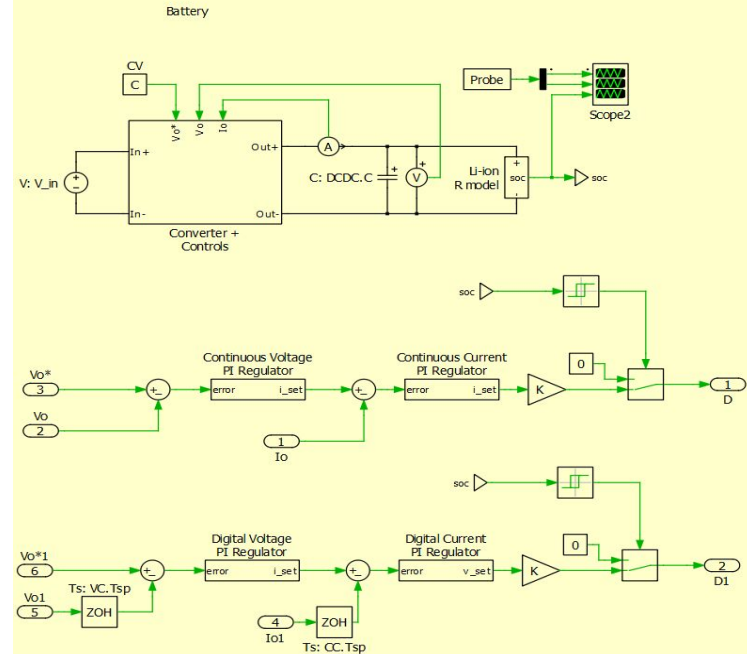 Battery
CV
C
Probe
Scope2
Vo*
Vo
Io
In+
In-
Out+
Out-
A
V: V_in
C: DCDC.C
V
Li-ion
R model
+
soc
-
soc
Converter +
Controls
soc
Continuous Voltage
PI Regulator
Continuous Current
PI Regulator
0
Vo*
3
+
-
error i_set
+
-
error i_set
K
1
D
Vo
2
1
Io
soc
Digital Voltage
PI Regulator
Digital Current
PI Regulator
0
Vo*1
6
+
-
error i_set
+
-
error v_set
K
2
D1
Ts: VC.Tsp
Vo1
5
ZOH
4
Io1
ZOH
Ts: CC.Tsp